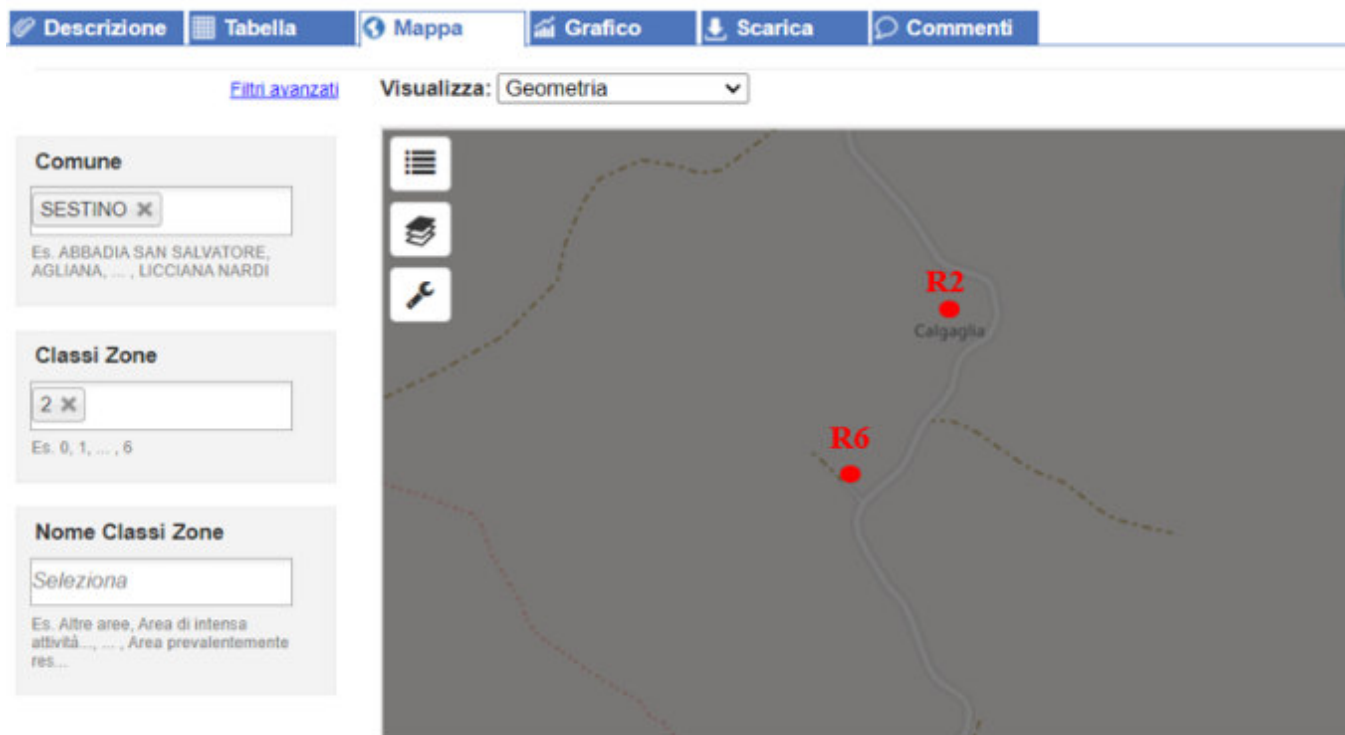 Descrizione Tabella Mappa Grafico Scarica Commenti
Filtri avanzati
Visualizza: Geometria
Comune
SESTINO ✖
Es. ABBADIA SAN SALVATORE,
AGLIANA, ... , LICCIANA NARDI
Classi Zone
2 ✖
Es. 0, 1, ... , 6
Nome Classi Zone
Seleziona
Es. Altre aree, Area di intensa
attività..., ... , Area prevalentemente
res...
R2
Calgaglia
R6